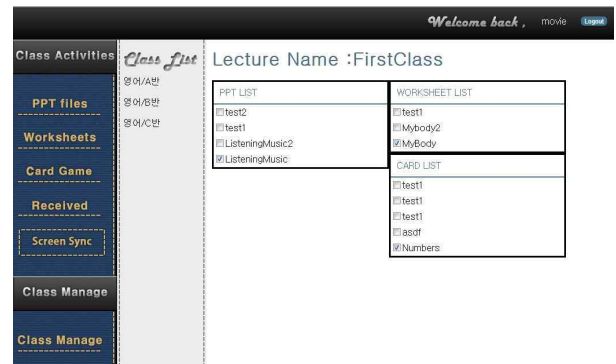 Welcome back , movie Logout
Class Activities
PPT files
Worksheets
Card Game
Received
Screen Sync
Class Manage
Class Manage
Class List
영어/A반
영어/B반
영어/C반
Lecture Name :FirstClass
PPT LIST
test2
test1
ListeningMusic2
ListeningMusic
WORKSHEET LIST
test1
Mybody2
MyBody
CARD LIST
test1
test1
test1
asdf
Numbers